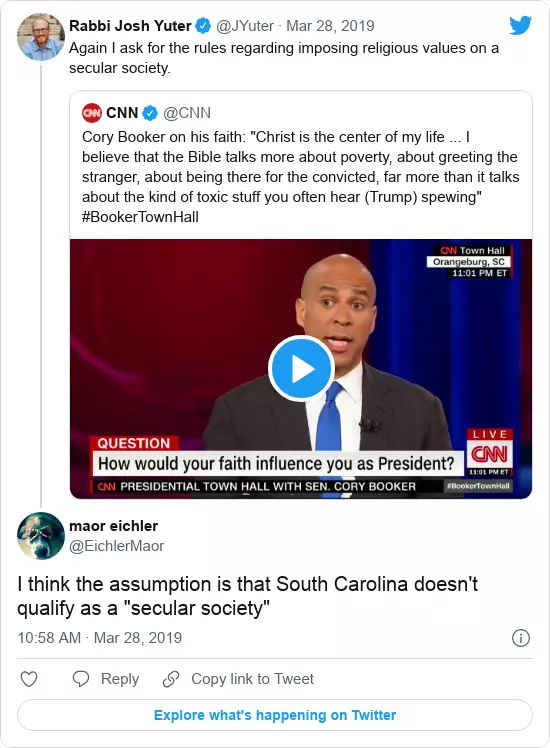 Rabbi Josh Yuter @JYuter · Mar 28, 2019
Again I ask for the rules regarding imposing religious values on a
secular society.
CNN CNN @CNN
Cory Booker on his faith: "Christ is the center of my life ... I
believe that the Bible talks more about poverty, about greeting the
stranger, about being there for the convicted, far more than it talks
about the kind of toxic stuff you often hear (Trump) spewing"
#BookerTownHall
CNN Town Hall
Orangeburg, SC
11:01 PM ET
QUESTION
How would your faith influence you as President?
LIVE
CNN
11:01 PM ET
CNN PRESIDENTIAL TOWN HALL WITH SEN. CORY BOOKER
#BookerTownHall
maor eichler
@EichlerMaor
I think the assumption is that South Carolina doesn't
qualify as a "secular society"
10:58 AM · Mar 28, 2019
Reply Copy link to Tweet
Explore what's happening on Twitter